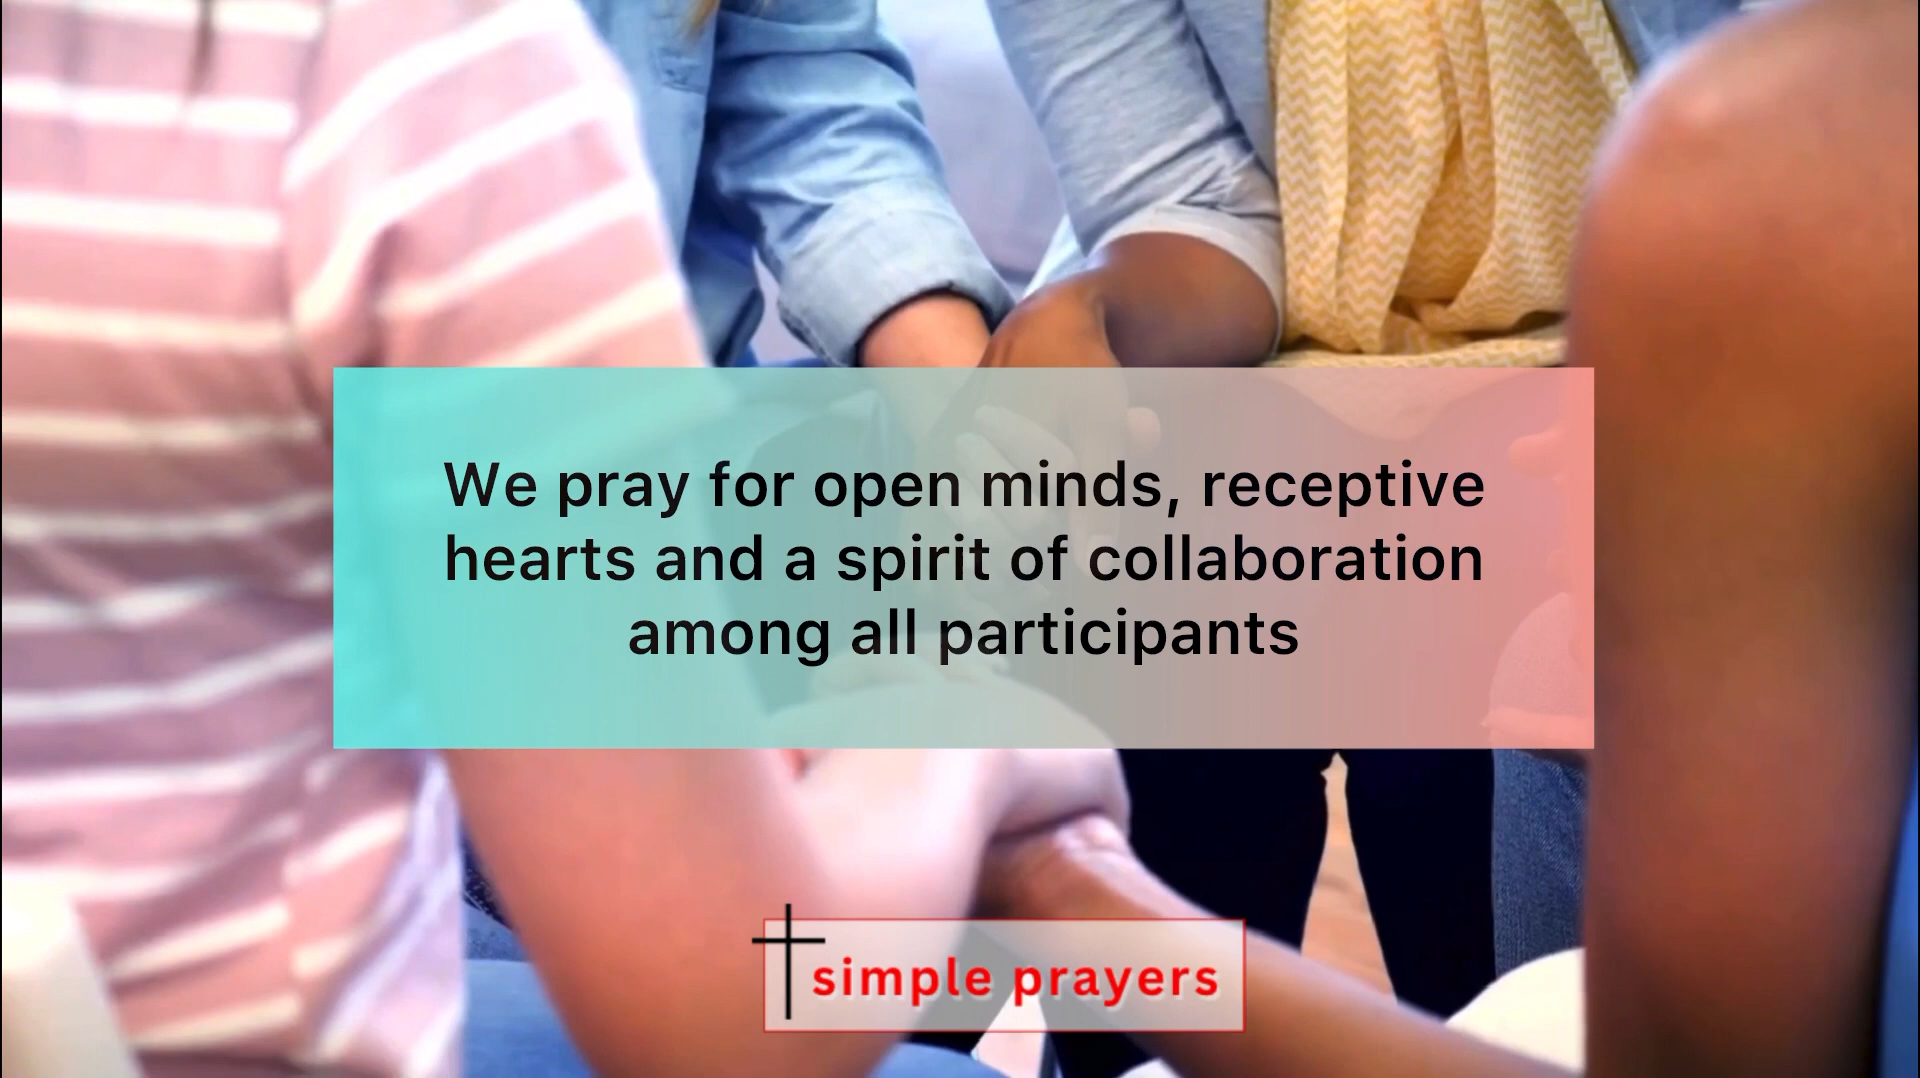 We pray for open minds, receptive
hearts and a spirit of collaboration
among all participants
simple prayers